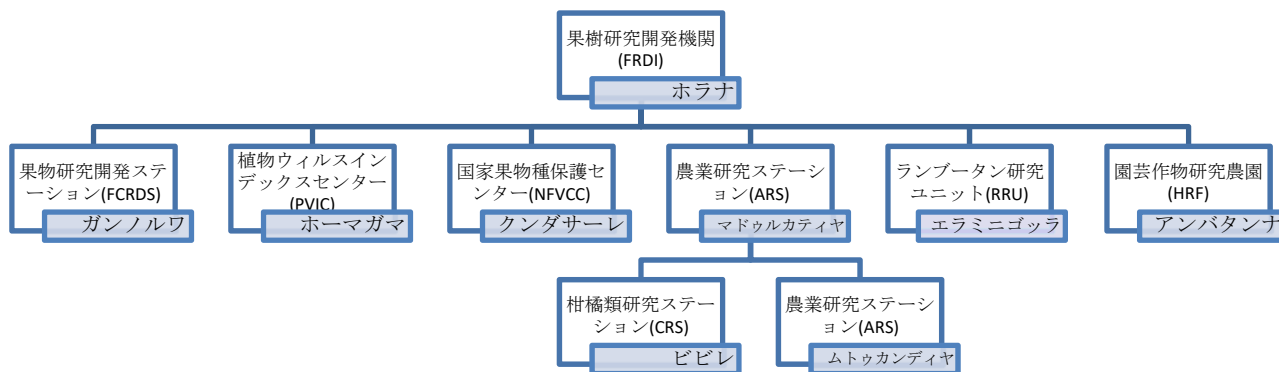 果樹研究開発機関
(FRDI)
ホラナ
果物研究開発ステ
ーション(FCRDS)
ガンノルワ
植物ウィルスイン
デックスセンター
(PVIC)
ホーマガマ
国家果物種保護セ
ンター(NFVCC)
クンダサーレ
農業研究ステーシ
ョン(ARS)
マドゥルカティヤ
ランブータン研究
ユニット(RRU)
エラミニゴッラ
園芸作物研究農園
(HRF)
アンバタンナ
柑橘類研究ステー
ション(CRS)
ビビレ
農業研究ステーシ
ョン(ARS)
ムトゥカンディヤ